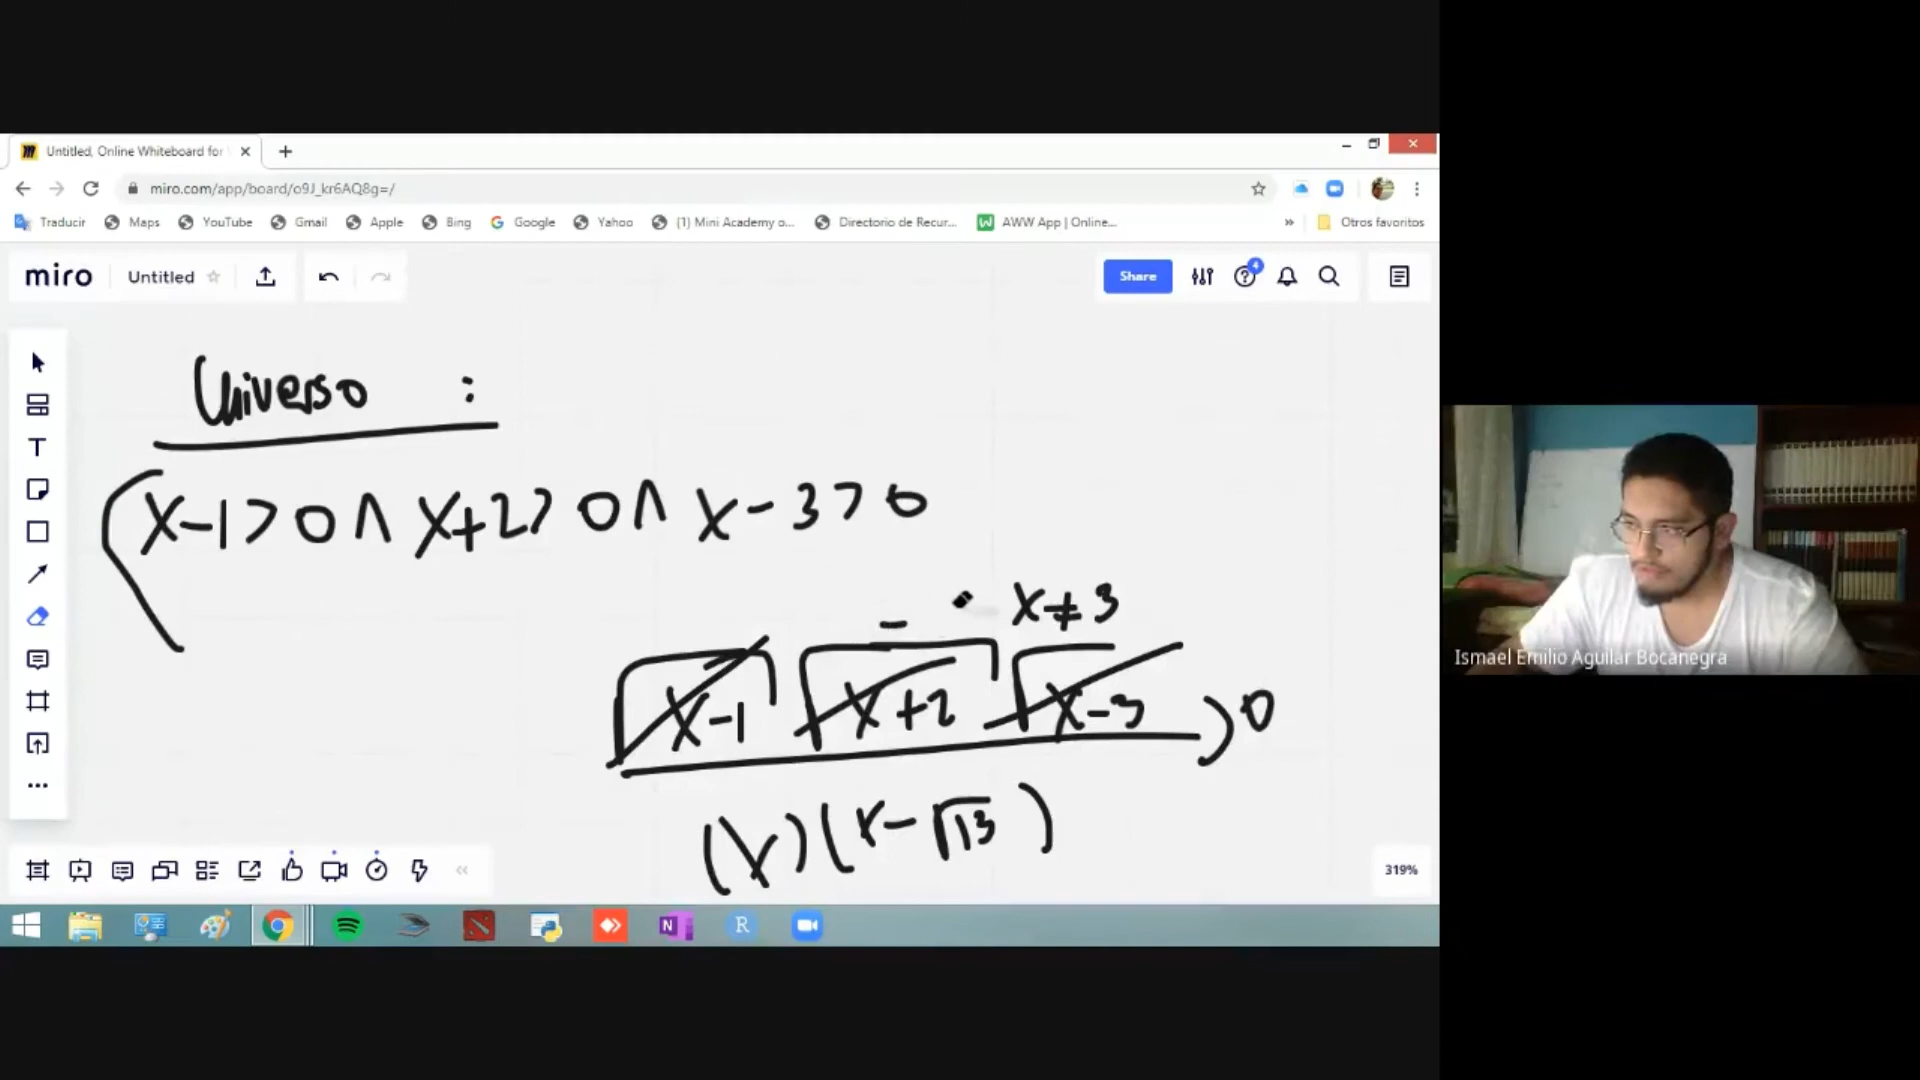 Untitled, Online Whiteboard for
miro.com/app/board/o9J_kr6AQ8g=/
Traducir Maps YouTube Gmail Apple Bing Google Yahoo (1) Mini Academy o... Directorio de Recur... AWW App | Online... » Otros favoritos
miro Untitled Share 4
Universo :
x-1>0 ∧ x+2> 0 ∧ x-3>0
- x≠3
√x-1 √x+2 √x-3 >0
(x)(x-√13)
319%
Ismael Emilio Aguilar Bocanegra